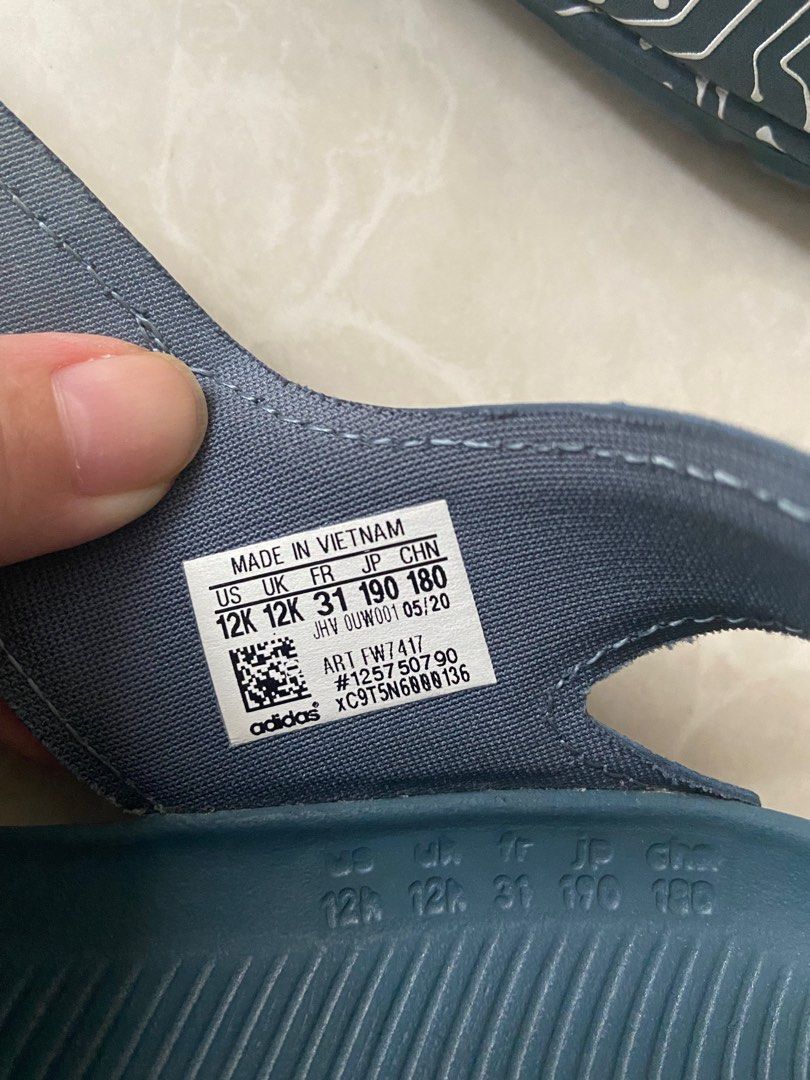 MADE IN VIETNAM
US UK FR JP CHN
12K 12K 31 190 180
JHV 0UW001 05/20
ART FW7417
#125750790
xC9T5N6000136
adidas®
us uk fr jp chn
12k 12k 31 190 180